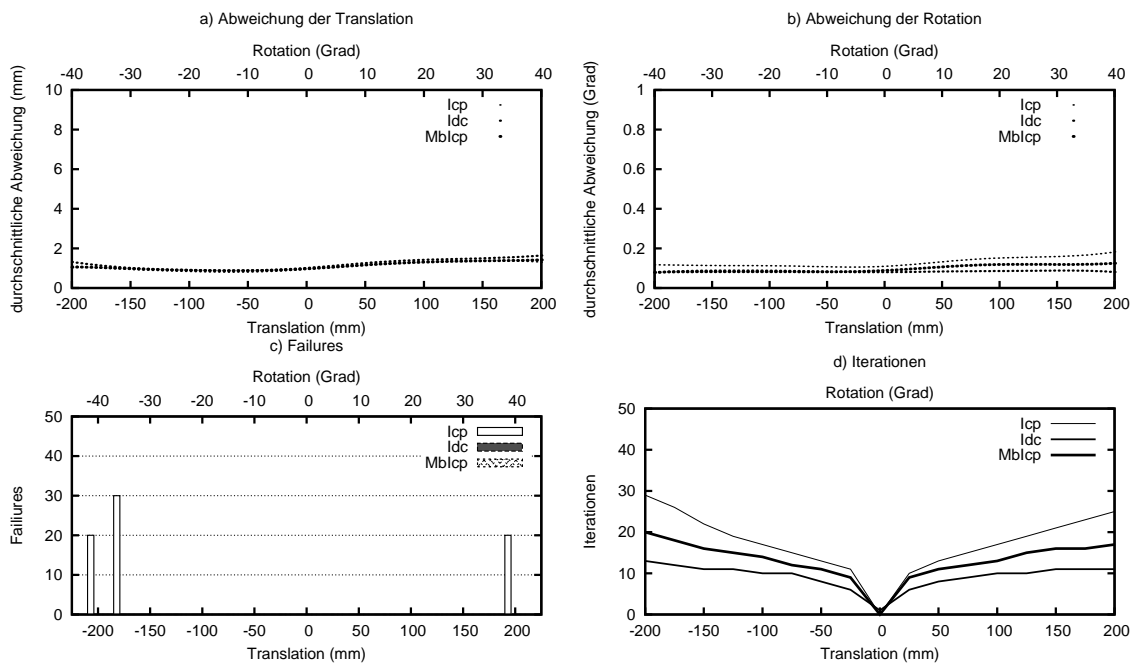 a) Abweichung der Translation
Rotation (Grad)
-40 -30 -20 -10 0 10 20 30 40
durchschnittliche Abweichung (mm)
10
8
6
4
2
0
Icp
Idc
MbIcp
-200 -150 -100 -50 0 50 100 150 200
Translation (mm)
b) Abweichung der Rotation
Rotation (Grad)
-40 -30 -20 -10 0 10 20 30 40
durchschnittliche Abweichung (Grad)
1
0.8
0.6
0.4
0.2
0
Icp
Idc
MbIcp
-200 -150 -100 -50 0 50 100 150 200
Translation (mm)
c) Failures
Rotation (Grad)
-40 -30 -20 -10 0 10 20 30 40
Failiures
50
40
30
20
10
0
Icp
Idc
MbIcp
-200 -150 -100 -50 0 50 100 150 200
Translation (mm)
d) Iterationen
Rotation (Grad)
Iterationen
50
40
30
20
10
0
Icp
Idc
MbIcp
-200 -150 -100 -50 0 50 100 150 200
Translation (mm)